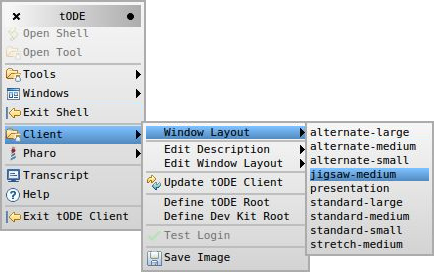 tODE
Open Shell
Open Tool
Tools
Windows
Exit Shell
Client
Pharo
Transcript
Help
Exit tODE Client
Window Layout
Edit Description
Edit Window Layout
Update tODE Client
Define tODE Root
Define Dev Kit Root
Test Login
Save Image
alternate-large
alternate-medium
alternate-small
jigsaw-medium
presentation
standard-large
standard-medium
standard-small
stretch-medium